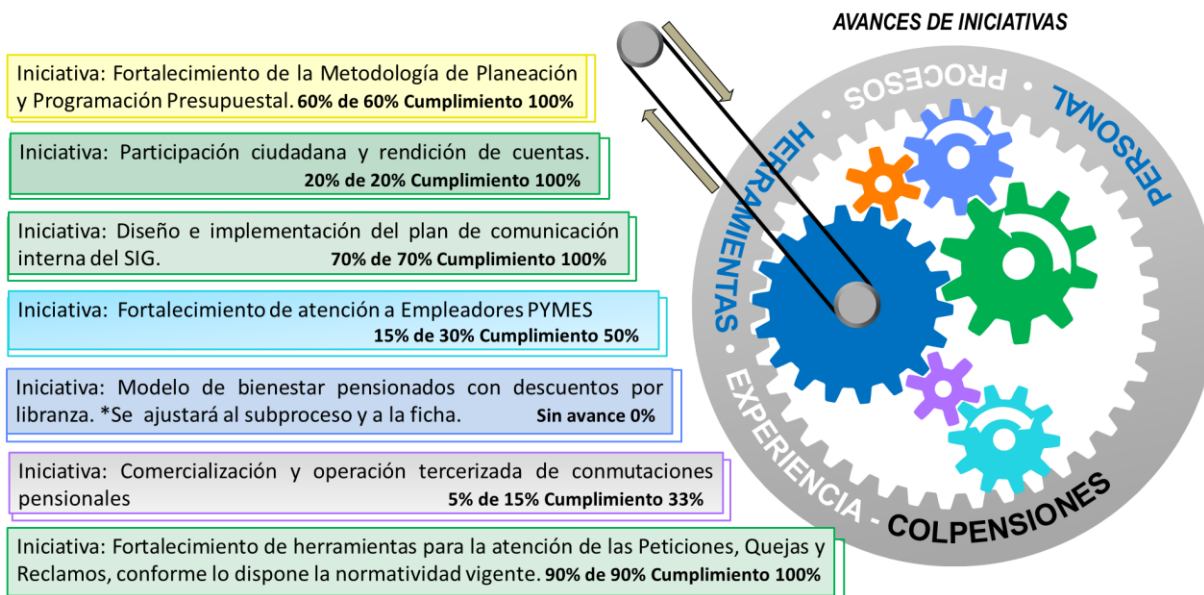 AVANCES DE INICIATIVAS
Iniciativa: Fortalecimiento de la Metodología de Planeación
y Programación Presupuestal. 60% de 60% Cumplimiento 100%
Iniciativa: Participación ciudadana y rendición de cuentas.
20% de 20% Cumplimiento 100%
Iniciativa: Diseño e implementación del plan de comunicación
interna del SIG. 70% de 70% Cumplimiento 100%
Iniciativa: Fortalecimiento de atención a Empleadores PYMES
15% de 30% Cumplimiento 50%
Iniciativa: Modelo de bienestar pensionados con descuentos por
libranza. *Se ajustará al subproceso y a la ficha. Sin avance 0%
Iniciativa: Comercialización y operación tercerizada de conmutaciones
pensionales 5% de 15% Cumplimiento 33%
Iniciativa: Fortalecimiento de herramientas para la atención de las Peticiones, Quejas y
Reclamos, conforme lo dispone la normatividad vigente. 90% de 90% Cumplimiento 100%
HERRAMIENTAS • PROCESOS • PERSONAL
• EXPERIENCIA - COLPENSIONES